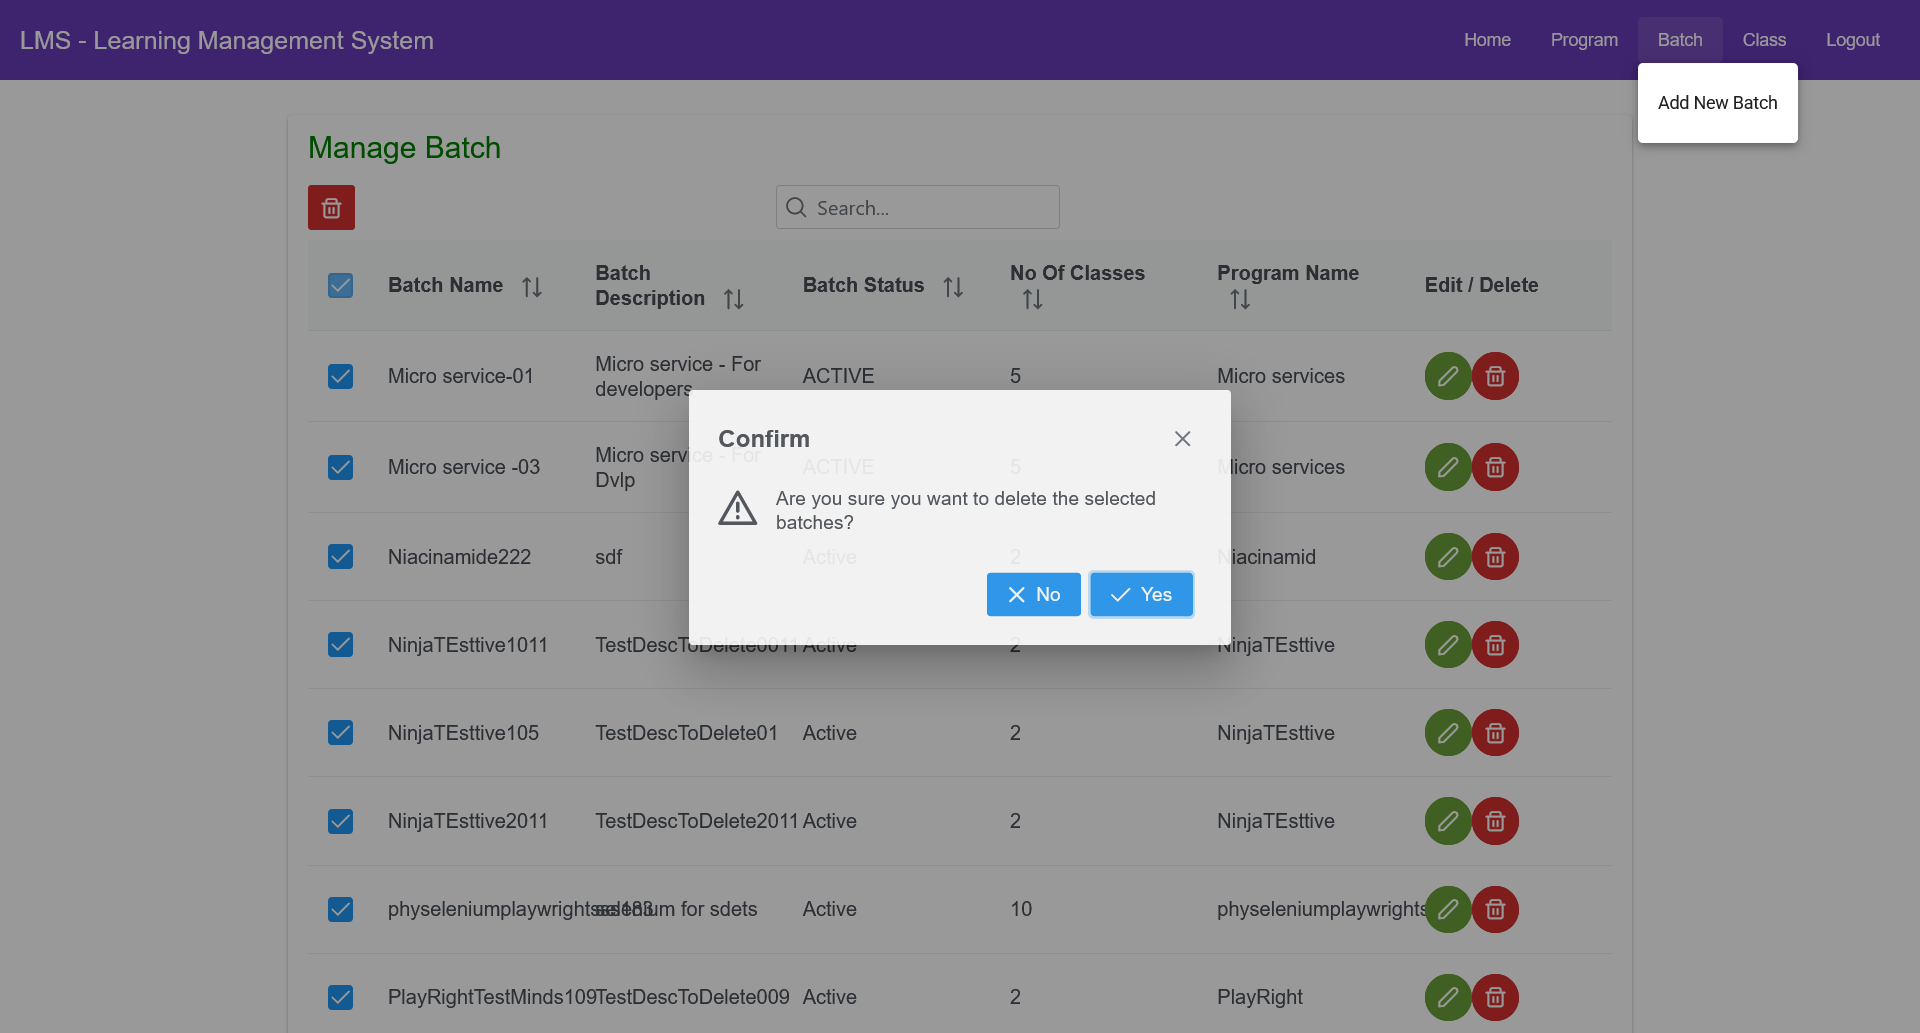 LMS - Learning Management System
Home Program Batch Class Logout
Add New Batch
Manage Batch
Search...
Batch Name Batch Description Batch Status No Of Classes Program Name Edit / Delete
Micro service-01 Micro service - For developers ACTIVE 5 Micro services
Micro service -03 Micro service - For Dvlp ACTIVE 5 Micro services
Confirm
Are you sure you want to delete the selected
batches?
No Yes
Niacinamide222 sdf Active 2 Niacinamid
NinjaTEsttive1011 TestDescToDelete0011 Active 2 NinjaTEsttive
NinjaTEsttive105 TestDescToDelete01 Active 2 NinjaTEsttive
NinjaTEsttive2011 TestDescToDelete2011 Active 2 NinjaTEsttive
selenium for sdets Active 10 physeleniumplaywrights
PlayRightTestMinds109 TestDescToDelete009 Active 2 PlayRight